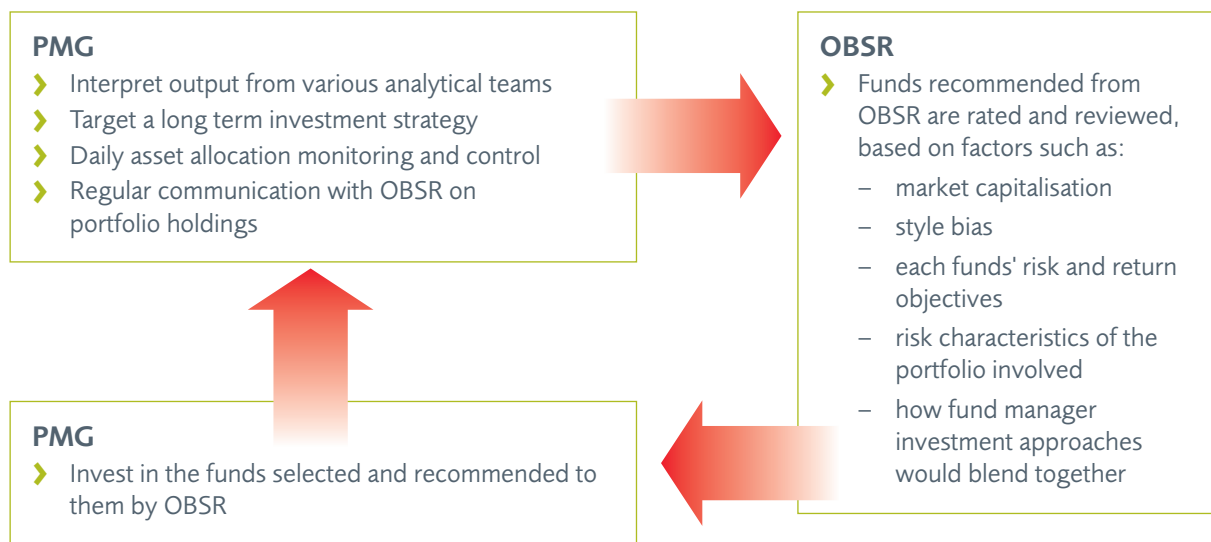 PMG
Interpret output from various analytical teams
Target a long term investment strategy
Daily asset allocation monitoring and control
Regular communication with OBSR on
portfolio holdings
OBSR
Funds recommended from
OBSR are rated and reviewed,
based on factors such as:
– market capitalisation
– style bias
– each funds' risk and return
objectives
– risk characteristics of the
portfolio involved
– how fund manager
investment approaches
would blend together
PMG
Invest in the funds selected and recommended to
them by OBSR